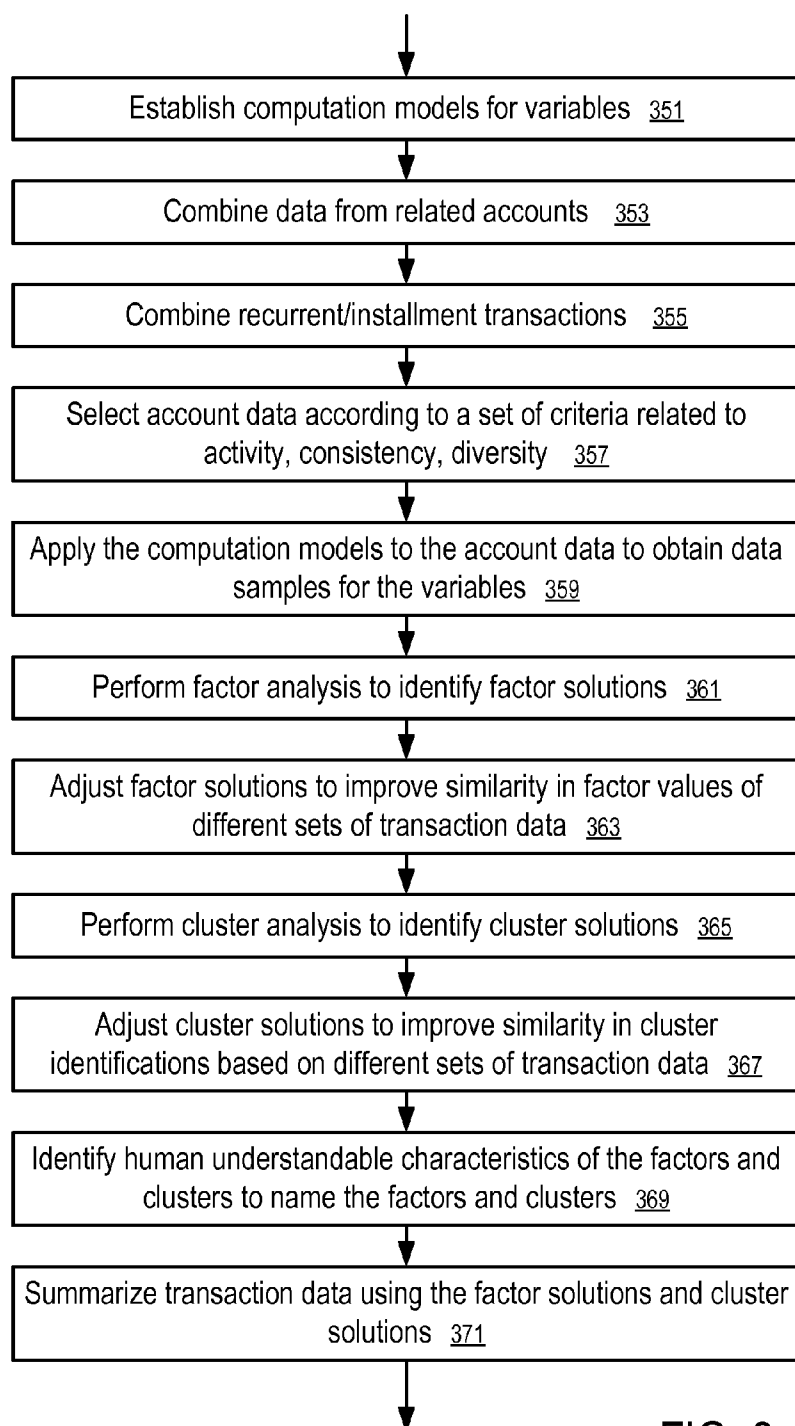 Establish computation models for variables 351
Combine data from related accounts 353
Combine recurrent/installment transactions 355
Select account data according to a set of criteria related to
activity, consistency, diversity 357
Apply the computation models to the account data to obtain data
samples for the variables 359
Perform factor analysis to identify factor solutions 361
Adjust factor solutions to improve similarity in factor values of
different sets of transaction data 363
Perform cluster analysis to identify cluster solutions 365
Adjust cluster solutions to improve similarity in cluster
identifications based on different sets of transaction data 367
Identify human understandable characteristics of the factors and
clusters to name the factors and clusters 369
Summarize transaction data using the factor solutions and cluster
solutions 371